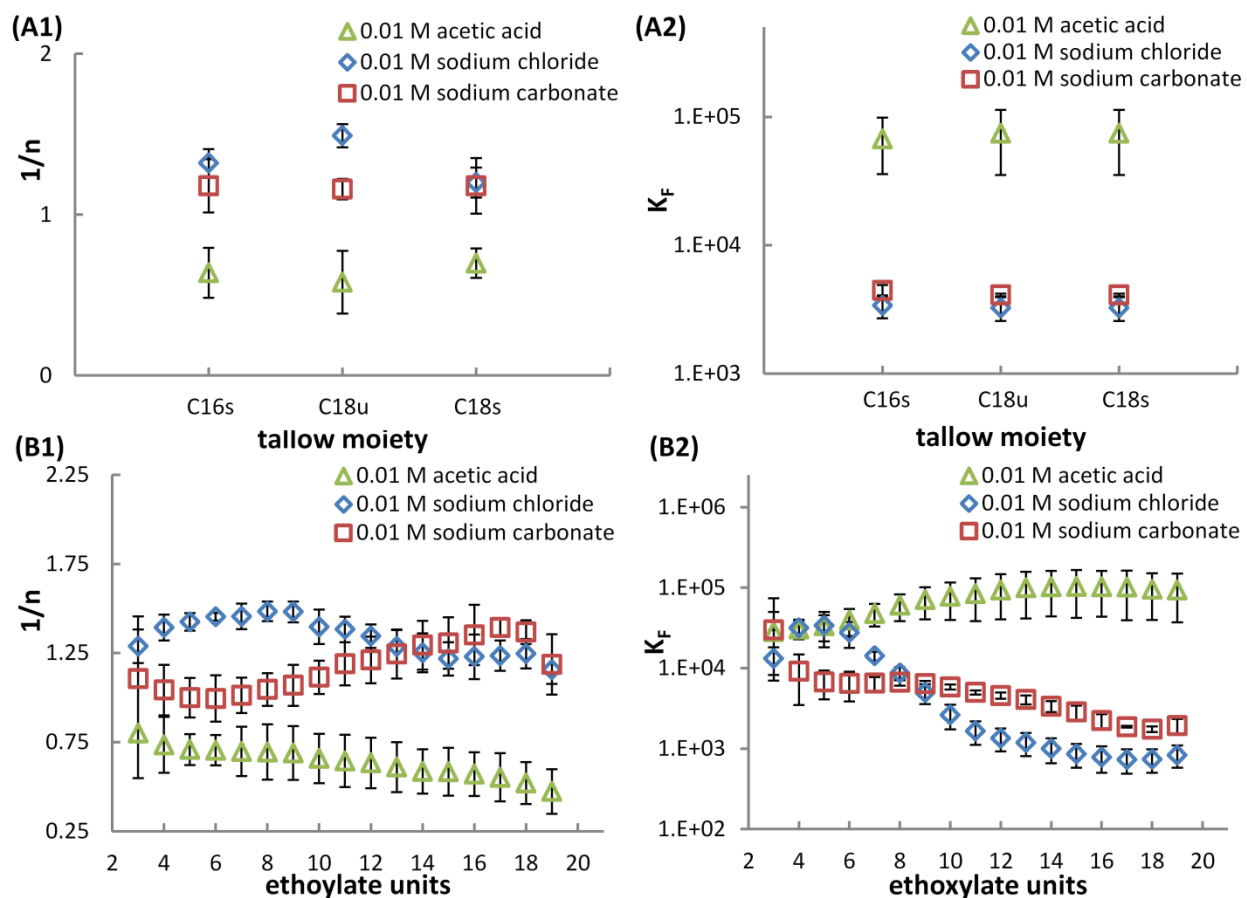 (A1)
2
1
0
1/n
0.01 M acetic acid
0.01 M sodium chloride
0.01 M sodium carbonate
C16s C18u C18s
tallow moiety
(A2)
1.E+05
1.E+04
1.E+03
K_F
0.01 M acetic acid
0.01 M sodium chloride
0.01 M sodium carbonate
C16s C18u C18s
tallow moiety
(B1)
2.25
1.75
1.25
0.75
0.25
1/n
0.01 M acetic acid
0.01 M sodium chloride
0.01 M sodium carbonate
2 4 6 8 10 12 14 16 18 20
ethoylate units
(B2)
1.E+06
1.E+05
1.E+04
1.E+03
1.E+02
K_F
0.01 M acetic acid
0.01 M sodium chloride
0.01 M sodium carbonate
2 4 6 8 10 12 14 16 18 20
ethoxylate units